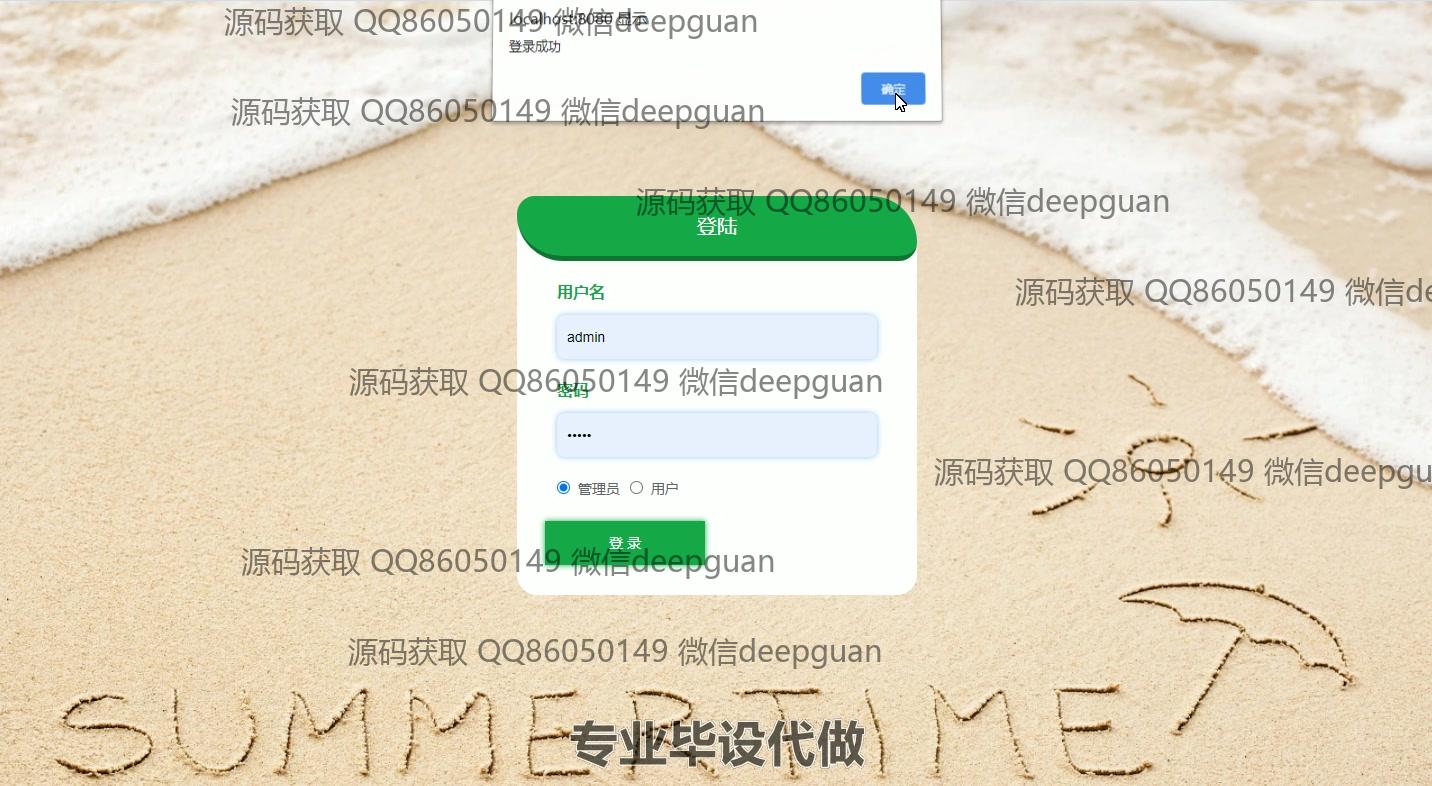 源码获取 QQ86050149 微信deepguan
localhost:8080 显示
登录成功
确定
源码获取 QQ86050149 微信deepguan
源码获取 QQ86050149 微信deepguan
登陆
源码获取 QQ86050149 微信de
用户名
admin
源码获取 QQ86050149 微信deepguan
密码
•••••
源码获取 QQ86050149 微信deepgu
管理员 用户
登 录
源码获取 QQ86050149 微信deepguan
源码获取 QQ86050149 微信deepguan
SUMMERTIME
专业毕设代做